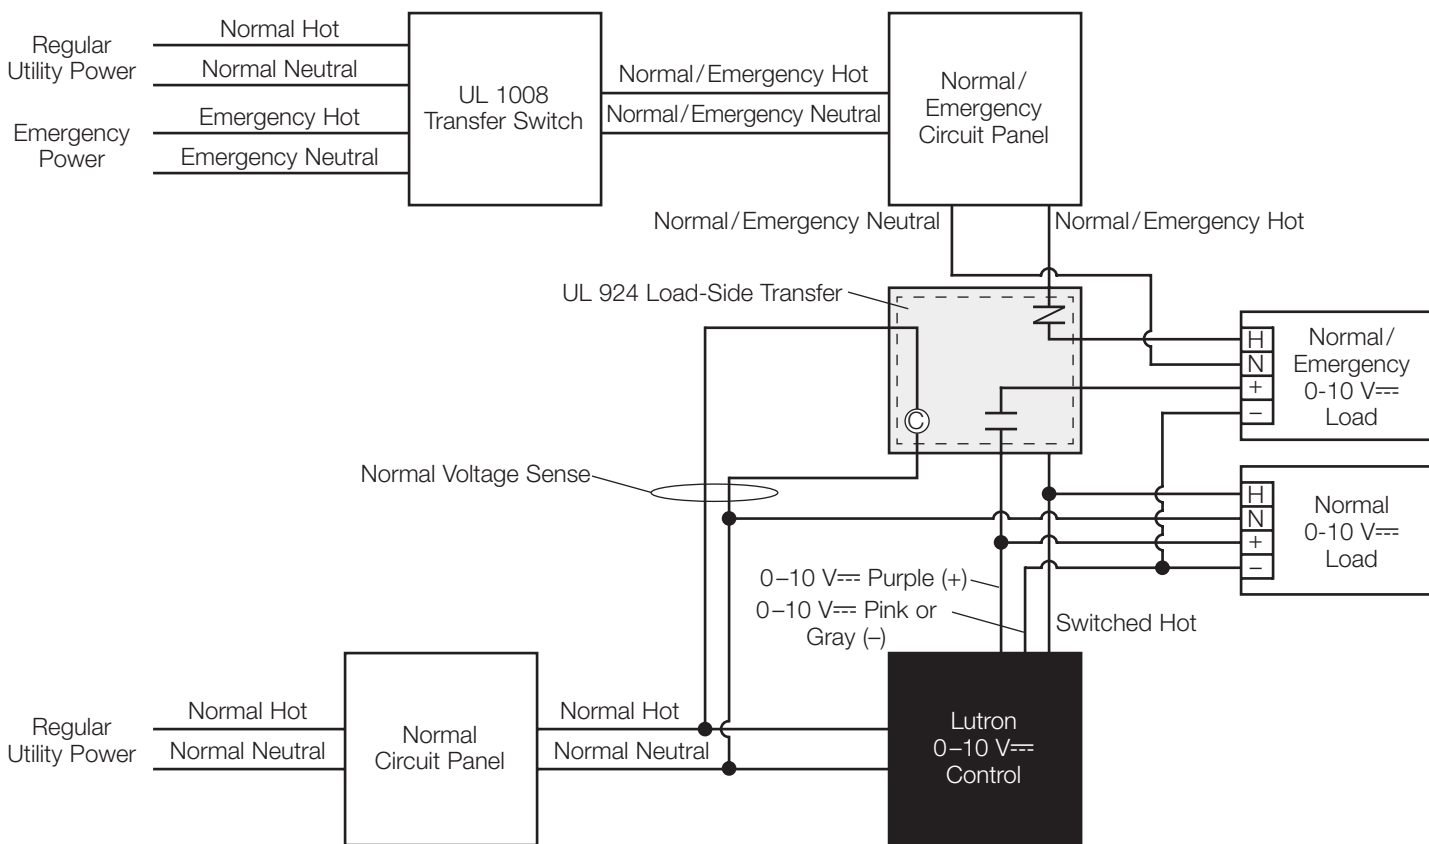 Regular
Utility Power
Normal Hot
Normal Neutral
Emergency
Power
Emergency Hot
Emergency Neutral
UL 1008
Transfer Switch
Normal/Emergency Hot
Normal/Emergency Neutral
Normal/
Emergency
Circuit Panel
Normal/Emergency Neutral
Normal/Emergency Hot
UL 924 Load-Side Transfer
C
H
N
+
–
Normal/
Emergency
0-10 V⎓
Load
Normal Voltage Sense
H
N
+
–
Normal
0-10 V⎓
Load
0–10 V⎓ Purple (+)
0–10 V⎓ Pink or
Gray (–)
Switched Hot
Regular
Utility Power
Normal Hot
Normal Neutral
Normal
Circuit Panel
Normal Hot
Normal Neutral
Lutron
0–10 V⎓
Control